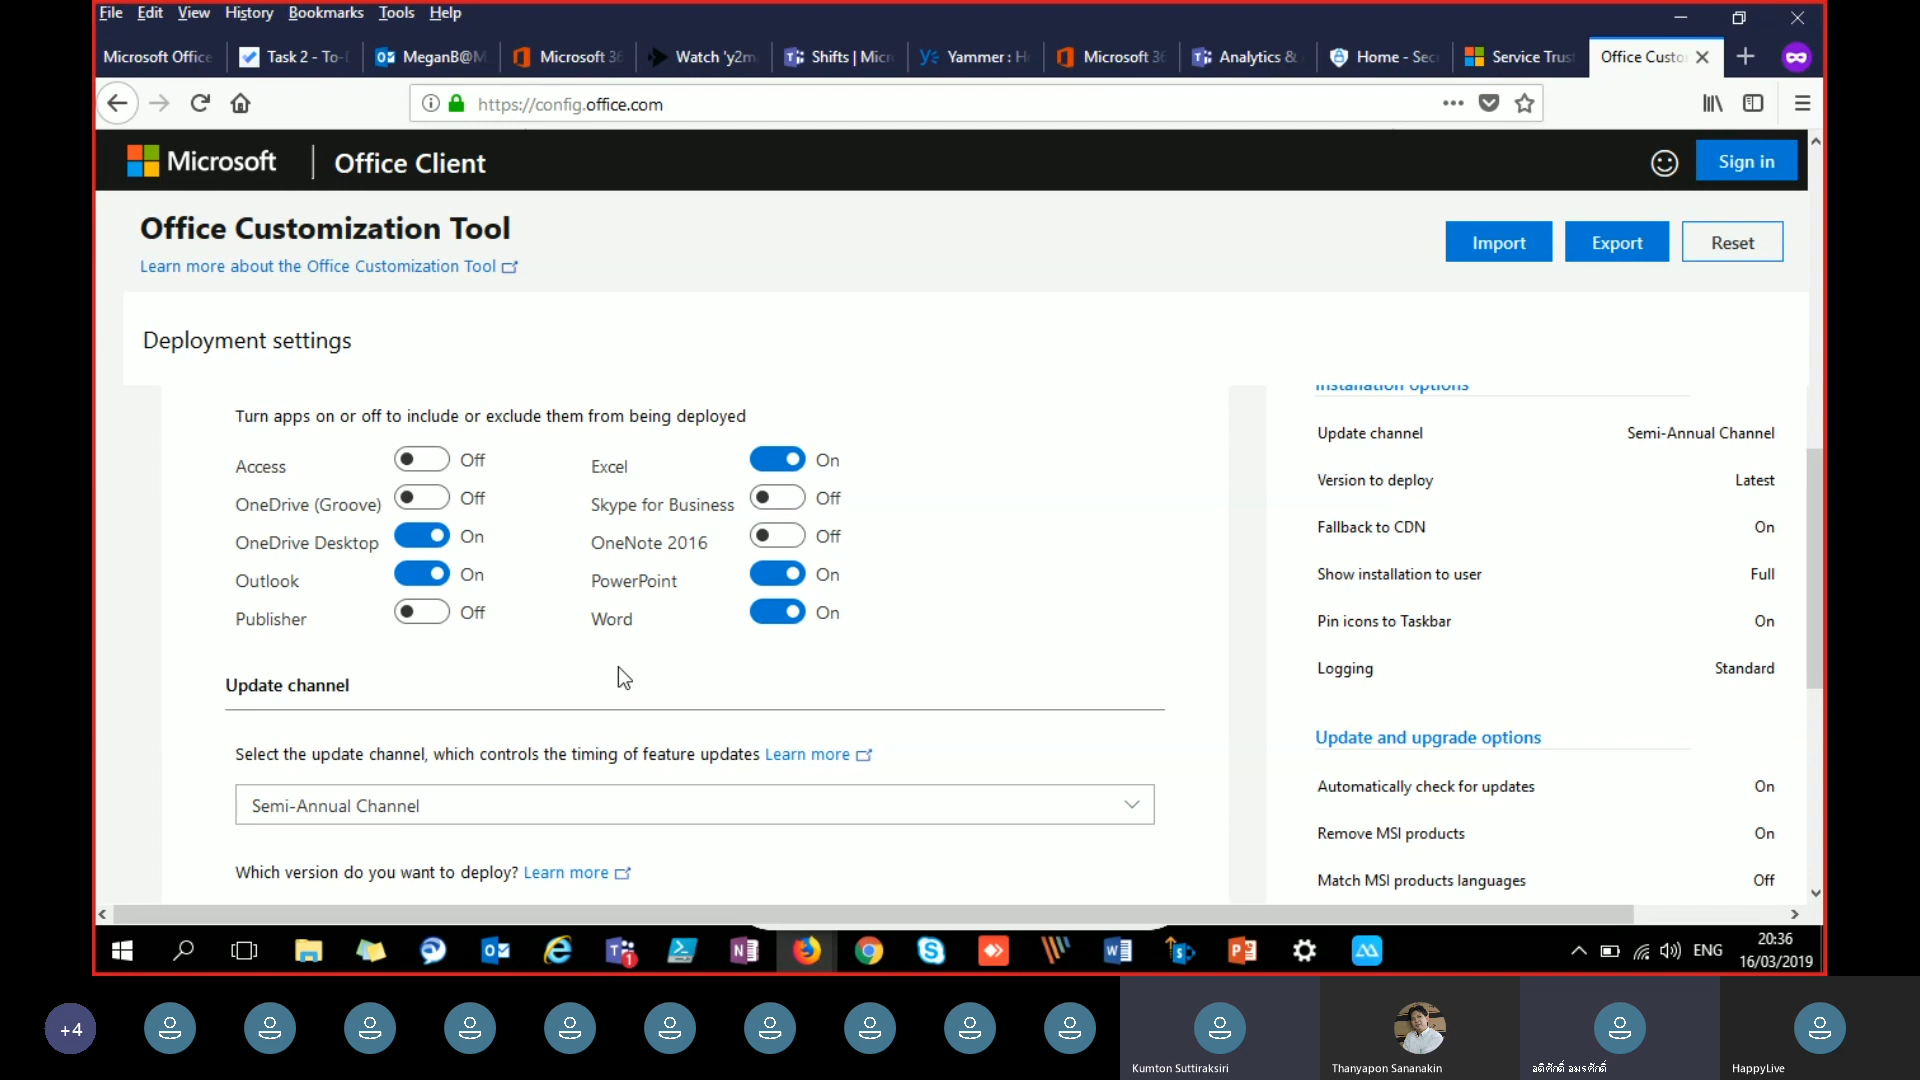 File Edit View History Bookmarks Tools Help
Microsoft Office
Task 2 - To-
MeganB@M
Microsoft 36
Watch 'y2m
Shifts | Micr
Yammer : H
Microsoft 36
Analytics &
Home - Sec
Service Trus
Office Custo
https://config.office.com
Microsoft | Office Client
Sign in
Office Customization Tool
Import Export Reset
Learn more about the Office Customization Tool
Deployment settings
Turn apps on or off to include or exclude them from being deployed
Access Off Excel On
OneDrive (Groove) Off Skype for Business Off
OneDrive Desktop On OneNote 2016 Off
Outlook On PowerPoint On
Publisher Off Word On
Update channel
Select the update channel, which controls the timing of feature updates Learn more
Semi-Annual Channel
Which version do you want to deploy? Learn more
Installation options
Update channel Semi-Annual Channel
Version to deploy Latest
Fallback to CDN On
Show installation to user Full
Pin icons to Taskbar On
Logging Standard
Update and upgrade options
Automatically check for updates On
Remove MSI products On
Match MSI products languages Off
ENG
20:36
16/03/2019
+4
Kumton Suttiraksiri
Thanyapon Sananakin
HappyLive